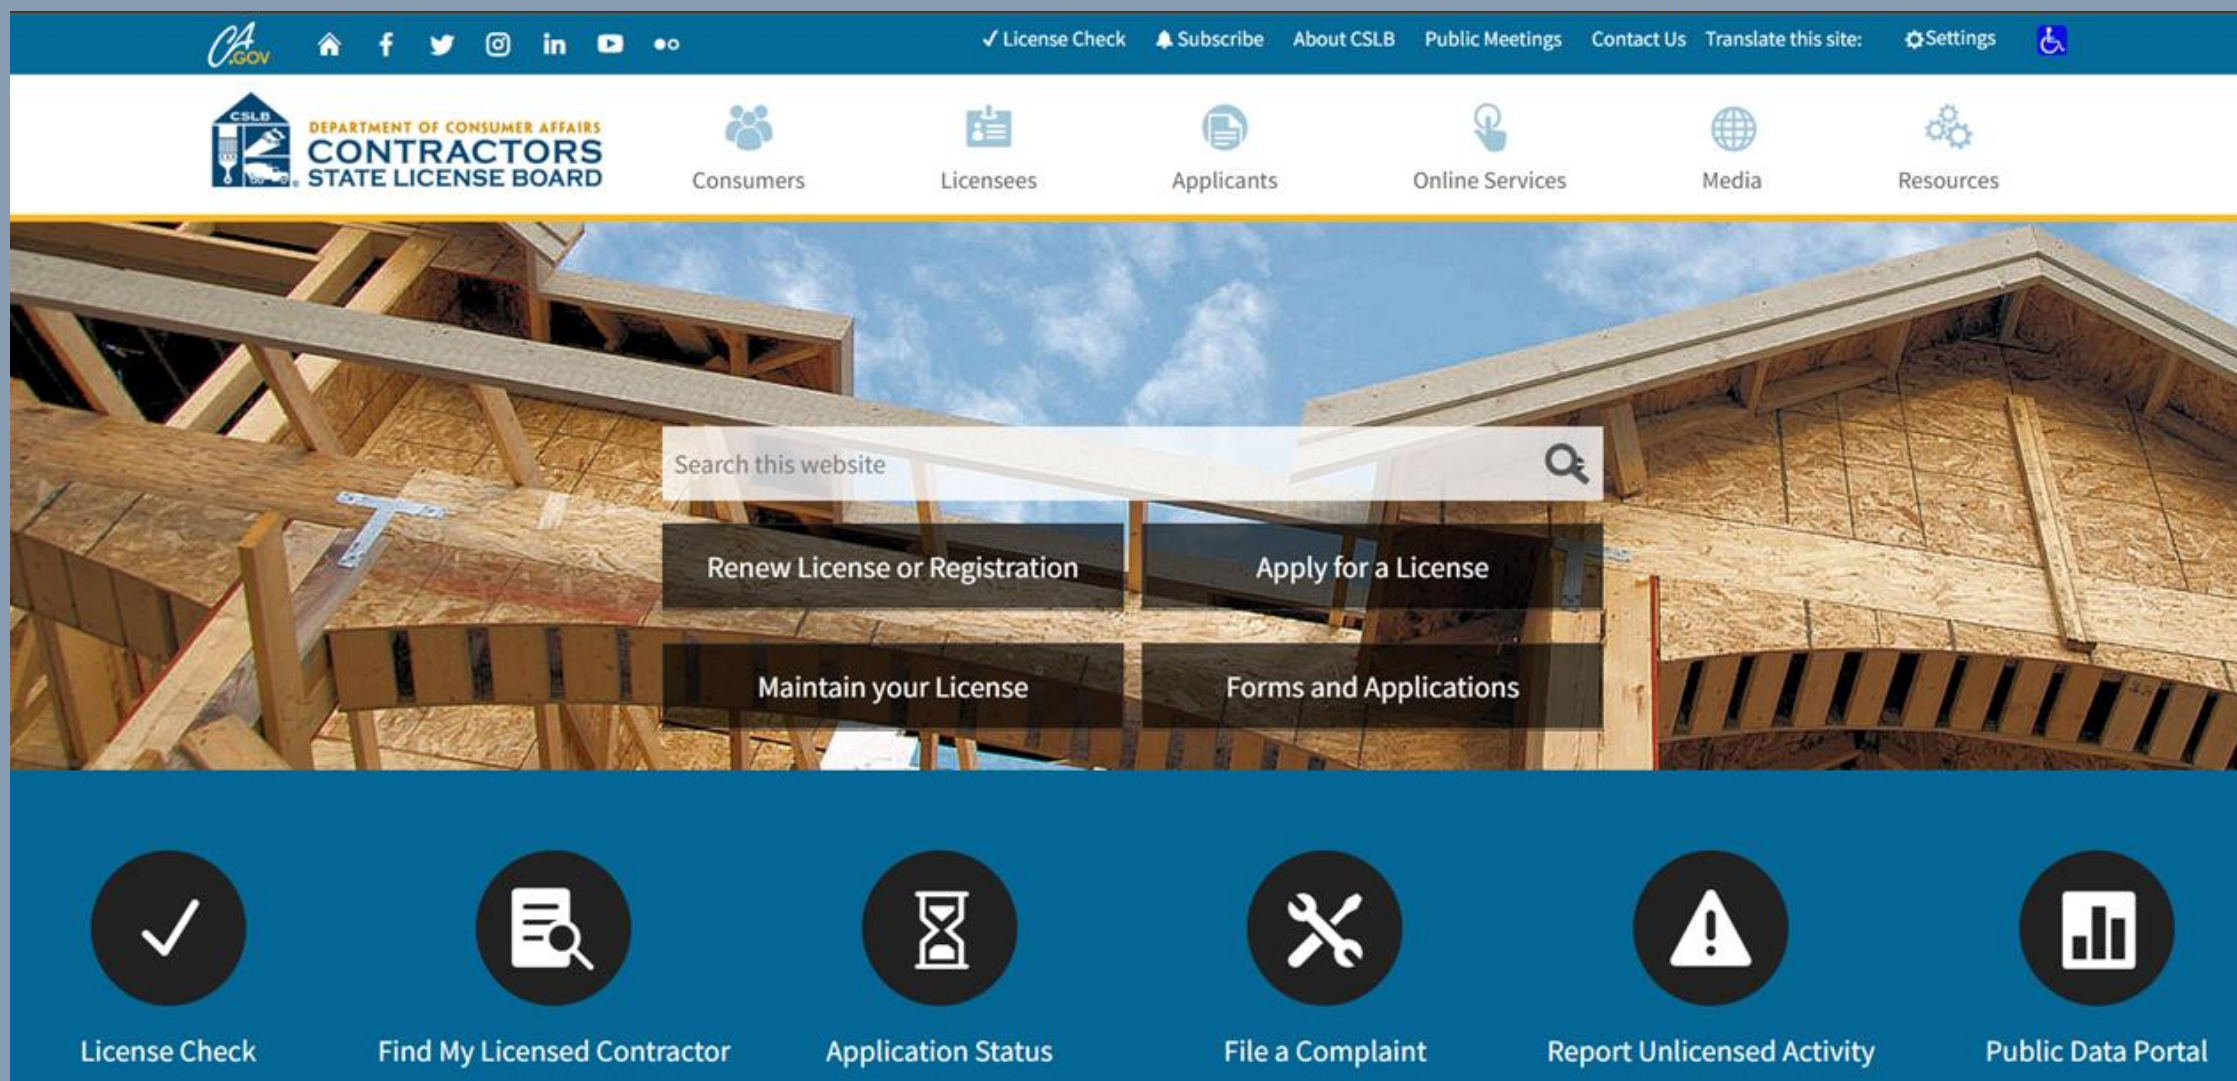 CA.GOV
License Check
Subscribe
About CSLB
Public Meetings
Contact Us
Translate this site:
Settings
CSLB
DEPARTMENT OF CONSUMER AFFAIRS
CONTRACTORS
STATE LICENSE BOARD
Consumers
Licensees
Applicants
Online Services
Media
Resources
Search this website
Renew License or Registration
Apply for a License
Maintain your License
Forms and Applications
License Check
Find My Licensed Contractor
Application Status
File a Complaint
Report Unlicensed Activity
Public Data Portal